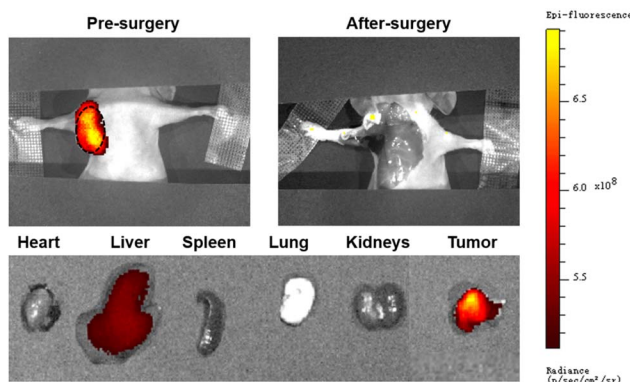 Pre-surgery
After-surgery
Epi-fluorescence
6.5
6.0
×10⁸
5.5
Heart
Liver
Spleen
Lung
Kidneys
Tumor
Radiance
(p/sec/cm²/sr)